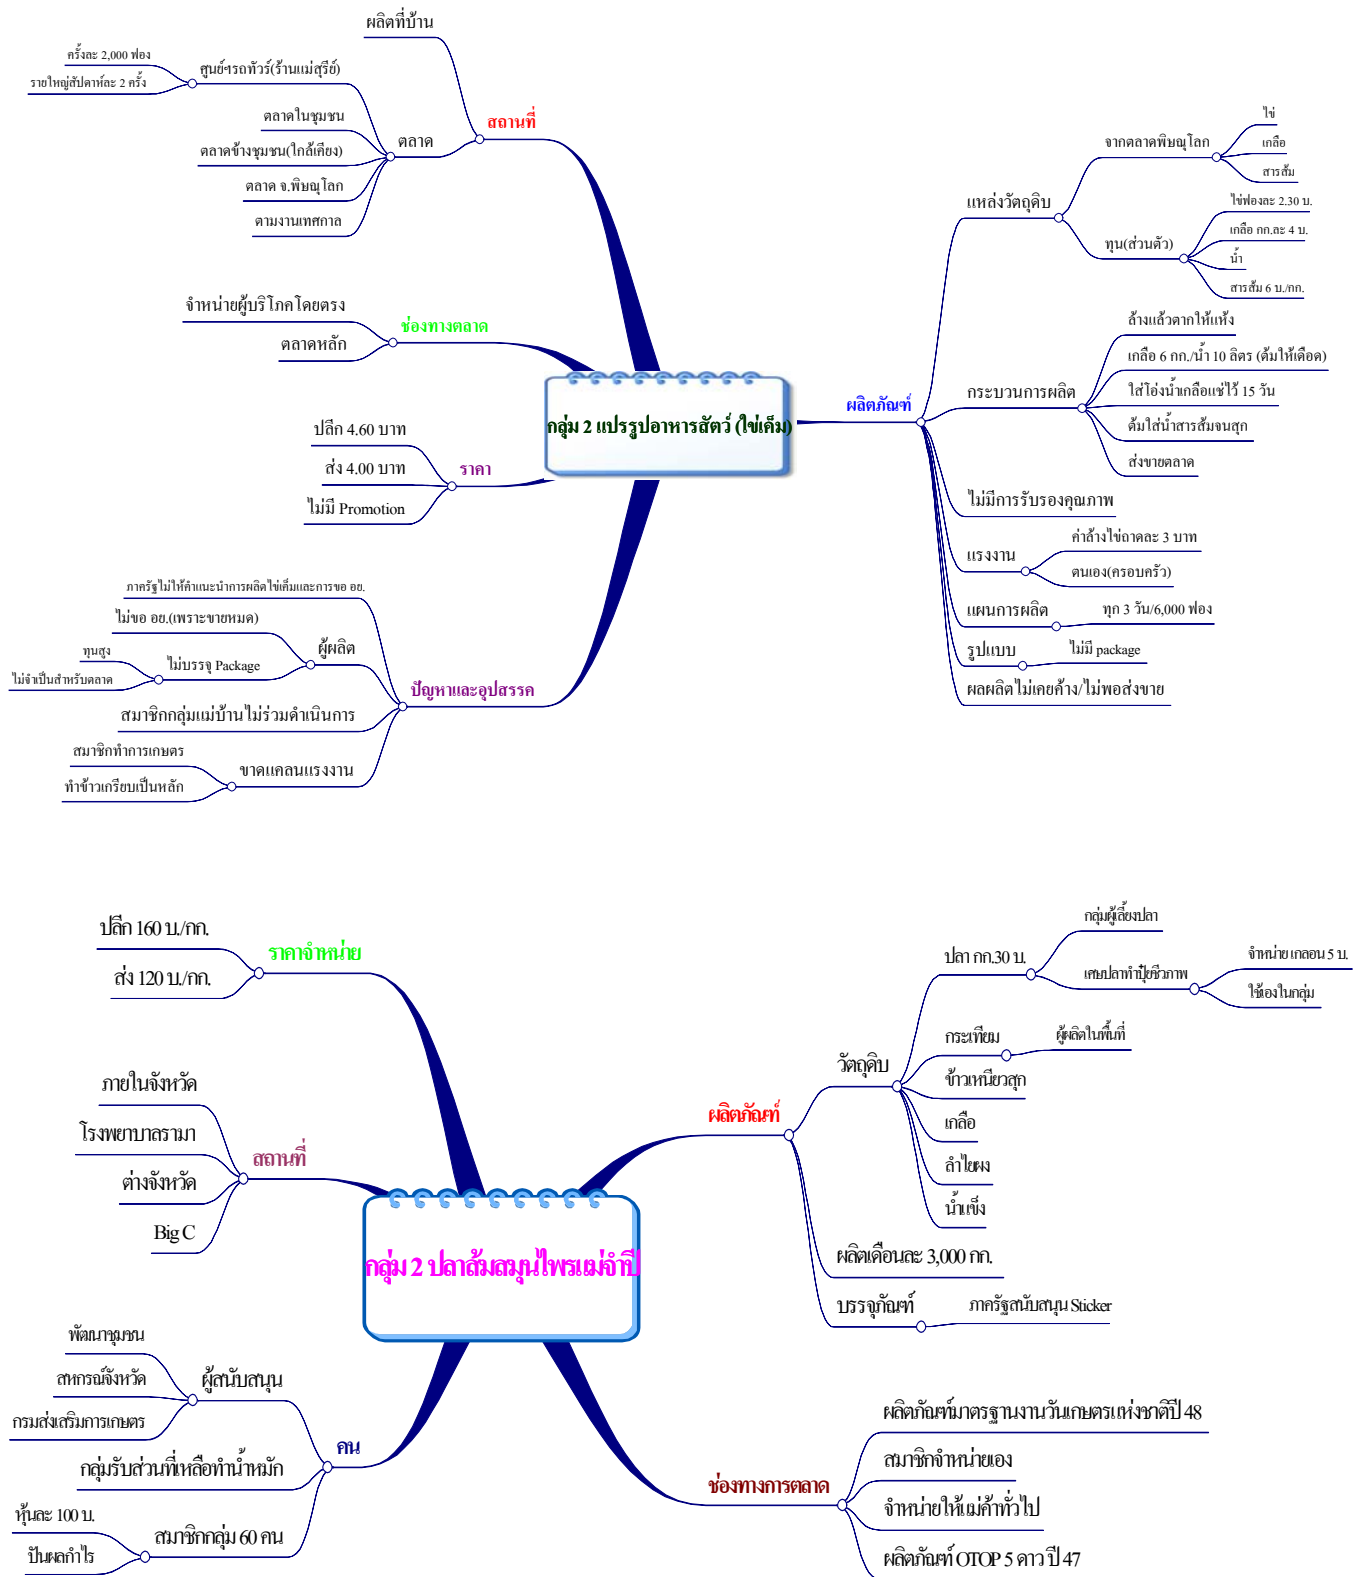 ผลิตที่บ้าน
ครั้งละ 2,000 ฟอง
รายใหญ่สัปดาห์ละ 2 ครั้ง
ศูนย์ฯรถทัวร์(ร้านแม่สุรีย์)
ตลาดในชุมชน
ตลาดข้างชุมชน(ใกล้เคียง)
ตลาด จ.พิษณุโลก
ตามงานเทศกาล
ตลาด
สถานที่
จำหน่ายผู้บริโภคโดยตรง
ตลาดหลัก
ช่องทางตลาด
ปลีก 4.60 บาท
ส่ง 4.00 บาท
ไม่มี Promotion
ราคา
ภาครัฐไม่ให้คำแนะนำการผลิตไข่เค็มและการขอ อย.
ไม่ขอ อย.(เพราะขายหมด)
ทุนสูง
ไม่จำเป็นสำหรับตลาด
ไม่บรรจุ Package
ผู้ผลิต
สมาชิกกลุ่มแม่บ้านไม่ร่วมดำเนินการ
สมาชิกทำการเกษตร
ทำข้าวเกรียบเป็นหลัก
ขาดแคลนแรงงาน
ปัญหาและอุปสรรค
กลุ่ม 2 แปรรูปอาหารสัตว์ (ไข่เค็ม)
ผลิตภัณฑ์
แหล่งวัตถุดิบ
จากตลาดพิษณุโลก
ไข่
เกลือ
สารส้ม
ทุน(ส่วนตัว)
ไข่ฟองละ 2.30 บ.
เกลือ กก.ละ 4 บ.
น้ำ
สารส้ม 6 บ./กก.
กระบวนการผลิต
ล้างแล้วตากให้แห้ง
เกลือ 6 กก./น้ำ 10 ลิตร (ต้มให้เดือด)
ใส่โอ่งน้ำเกลือแช่ไว้ 15 วัน
ต้มใส่น้ำสารส้มจนสุก
ส่งขายตลาด
ไม่มีการรับรองคุณภาพ
แรงงาน
ค่าล้างไข่ถาดละ 3 บาท
ตนเอง(ครอบครัว)
แผนการผลิต
ทุก 3 วัน/6,000 ฟอง
รูปแบบ
ไม่มี package
ผลผลิตไม่เคยค้าง/ไม่พอส่งขาย
ปลีก 160 บ./กก.
ส่ง 120 บ./กก.
ราคาจำหน่าย
ภายในจังหวัด
โรงพยาบาลรามา
ต่างจังหวัด
Big C
สถานที่
กลุ่ม 2 ปลาส้มสมุนไพรแม่จำปี
พัฒนาชุมชน
สหกรณ์จังหวัด
กรมส่งเสริมการเกษตร
ผู้สนับสนุน
กลุ่มรับส่วนที่เหลือทำน้ำหมัก
หุ้นละ 100 บ.
ปันผลกำไร
สมาชิกกลุ่ม 60 คน
คน
ผลิตภัณฑ์
วัตถุดิบ
ปลา กก.30 บ.
กลุ่มผู้เลี้ยงปลา
เศษปลาทำปุ๋ยชีวภาพ
จำหน่าย เกลอน 5 บ.
ใช้เองในกลุ่ม
กระเทียม
ผู้ผลิตในพื้นที่
ข้าวเหนียวสุก
เกลือ
ลำไยผง
น้ำแข็ง
ผลิตเดือนละ 3,000 กก.
บรรจุภัณฑ์
ภาครัฐสนับสนุน Sticker
ช่องทางการตลาด
ผลิตภัณฑ์มาตรฐานงานวันเกษตรแห่งชาติปี 48
สมาชิกจำหน่ายเอง
จำหน่ายให้แม่ค้าทั่วไป
ผลิตภัณฑ์ OTOP 5 ดาว ปี 47